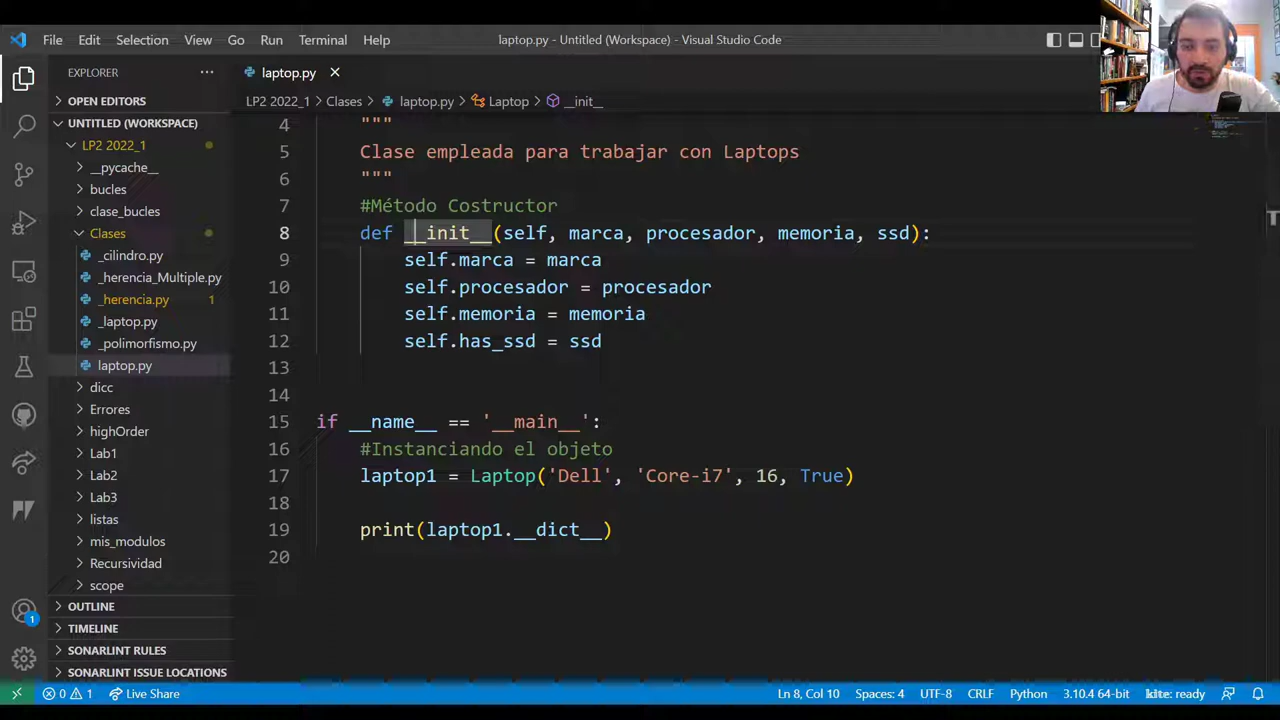 File Edit Selection View Go Run Terminal Help laptop.py - Untitled (Workspace) - Visual Studio Code
EXPLORER
OPEN EDITORS
UNTITLED (WORKSPACE)
LP2 2022_1
__pycache__
bucles
clase_bucles
Clases
_cilindro.py
_herencia_Multiple.py
_herencia.py 1
_laptop.py
_polimorfismo.py
laptop.py
dicc
Errores
highOrder
Lab1
Lab2
Lab3
listas
mis_modulos
Recursividad
scope
OUTLINE
TIMELINE
SONARLINT RULES
SONARLINT ISSUE LOCATIONS
laptop.py
LP2 2022_1 > Clases > laptop.py > Laptop > __init__
4 """
5 Clase empleada para trabajar con Laptops
6 """
7 #Método Costructor
8 def __init__(self, marca, procesador, memoria, ssd):
9 self.marca = marca
10 self.procesador = procesador
11 self.memoria = memoria
12 self.has_ssd = ssd
13
14
15 if __name__ == '__main__':
16 #Instanciando el objeto
17 laptop1 = Laptop('Dell', 'Core-i7', 16, True)
18
19 print(laptop1.__dict__)
20
1
0 1 Live Share Ln 8, Col 10 Spaces: 4 UTF-8 CRLF Python 3.10.4 64-bit kite: ready